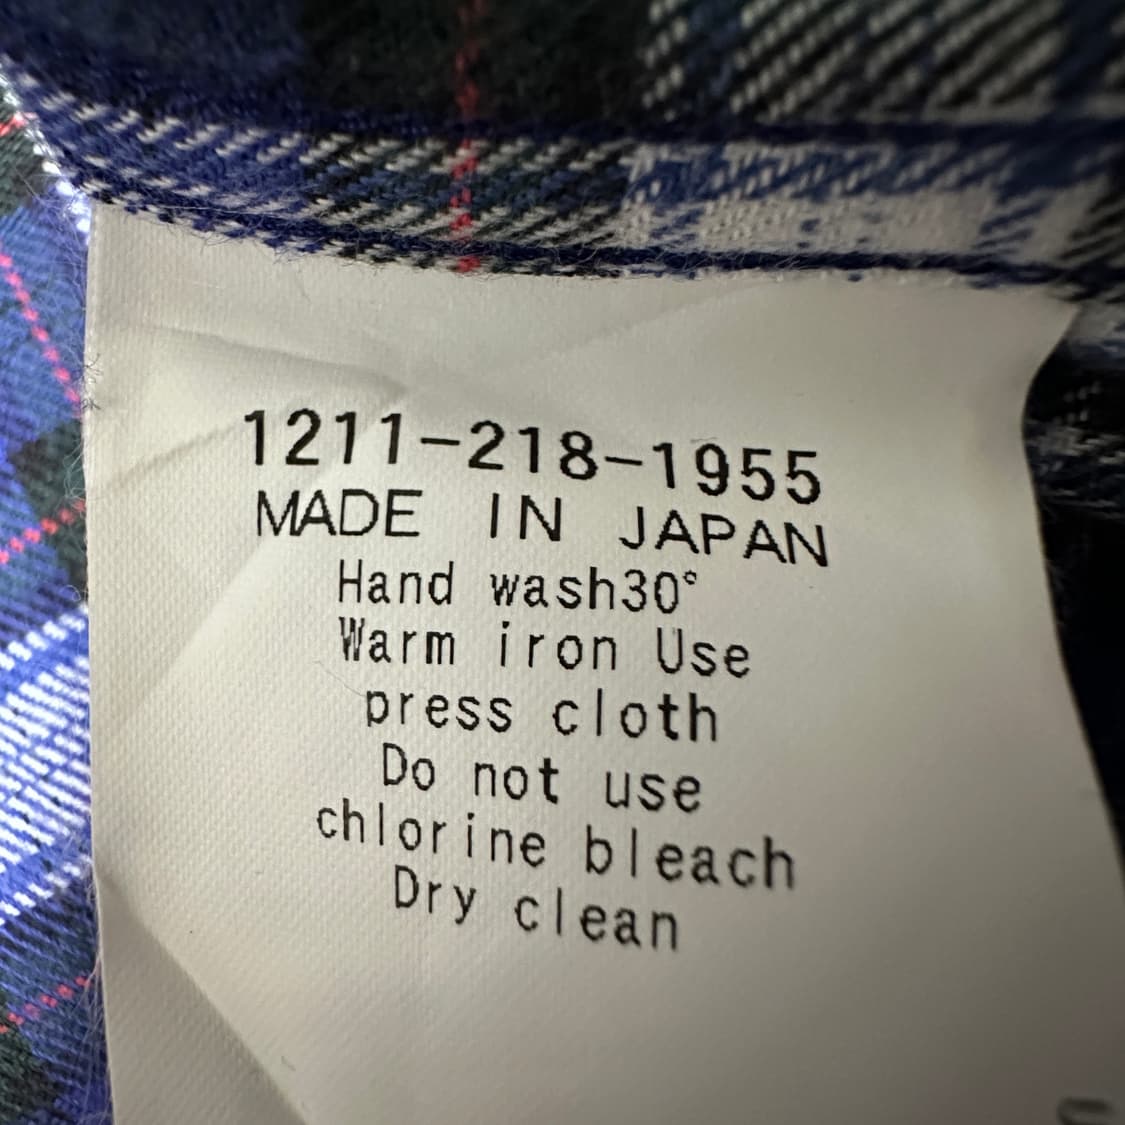 1211-218-1955
MADE IN JAPAN
Hand wash30°
Warm iron Use
press cloth
Do not use
chlorine bleach
Dry clean